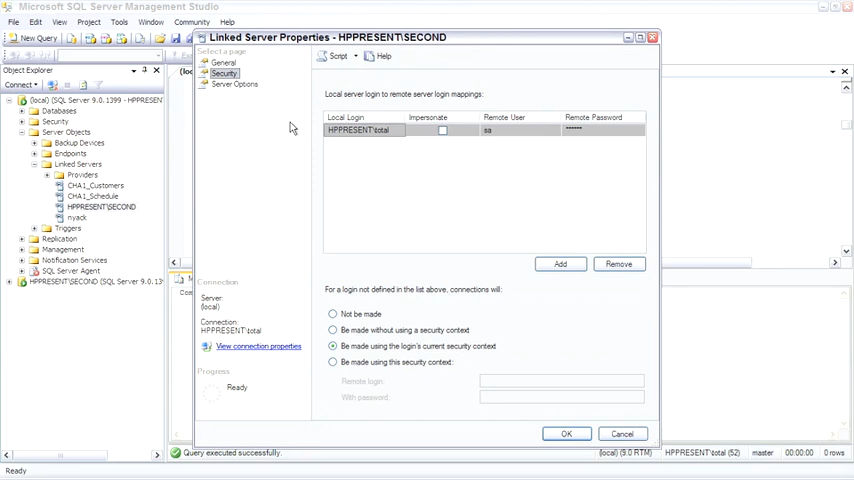 Microsoft SQL Server Management Studio
File Edit View Project Tools Window Community Help
New Query
Object Explorer
Connect
(local) (SQL Server 9.0.1399 - HPPRESENT
Databases
Security
Server Objects
Backup Devices
Endpoints
Linked Servers
Providers
CHA1_Customers
CHA1_Schedule
HPPRESENT\SECOND
nyack
Triggers
Replication
Management
Notification Services
SQL Server Agent
HPPRESENT\SECOND (SQL Server 9.0.13
Linked Server Properties - HPPRESENT\SECOND
Select a page
General
Security
Server Options
Script Help
Local server login to remote server login mappings:
Local Login Impersonate Remote User Remote Password
HPPRESENT\total sa ******
Add Remove
For a login not defined in the list above, connections will:
Not be made
Be made without using a security context
Be made using the login's current security context
Be made using this security context:
Remote login:
With password:
Connection
Server:
(local)
Connection:
HPPRESENT\total
View connection properties
Progress
Ready
OK Cancel
Query executed successfully. (local) (9.0 RTM) HPPRESENT\total (52) master 00:00:00 0 rows
Ready